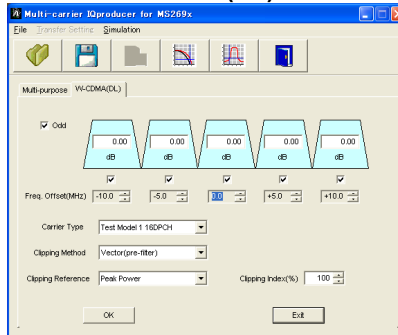 Multi-carrier IQproducer for MS269x
File Transfer Setting Simulation
Multi-purpose W-CDMA(DL)
Odd
0.00 0.00 0.00 0.00 0.00
dB dB dB dB dB
Freq. Offset(MHz) -10.0 -5.0 0.0 +5.0 +10.0
Carrier Type Test Model 1 16DPCH
Clipping Method Vector(pre-filter)
Clipping Reference Peak Power Clipping Index(%) 100
OK Exit